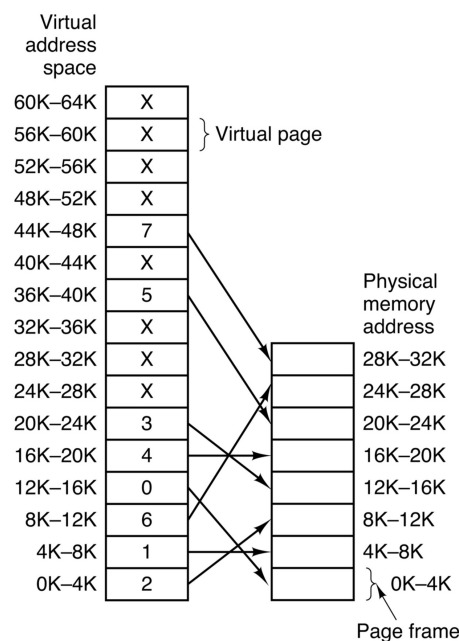 Virtual
address
space
60K–64K X
56K–60K X Virtual page
52K–56K X
48K–52K X
44K–48K 7
40K–44K X
36K–40K 5
32K–36K X
28K–32K X
24K–28K X
20K–24K 3
16K–20K 4
12K–16K 0
8K–12K 6
4K–8K 1
0K–4K 2
Physical
memory
address
28K–32K
24K–28K
20K–24K
16K–20K
12K–16K
8K–12K
4K–8K
0K–4K
Page frame